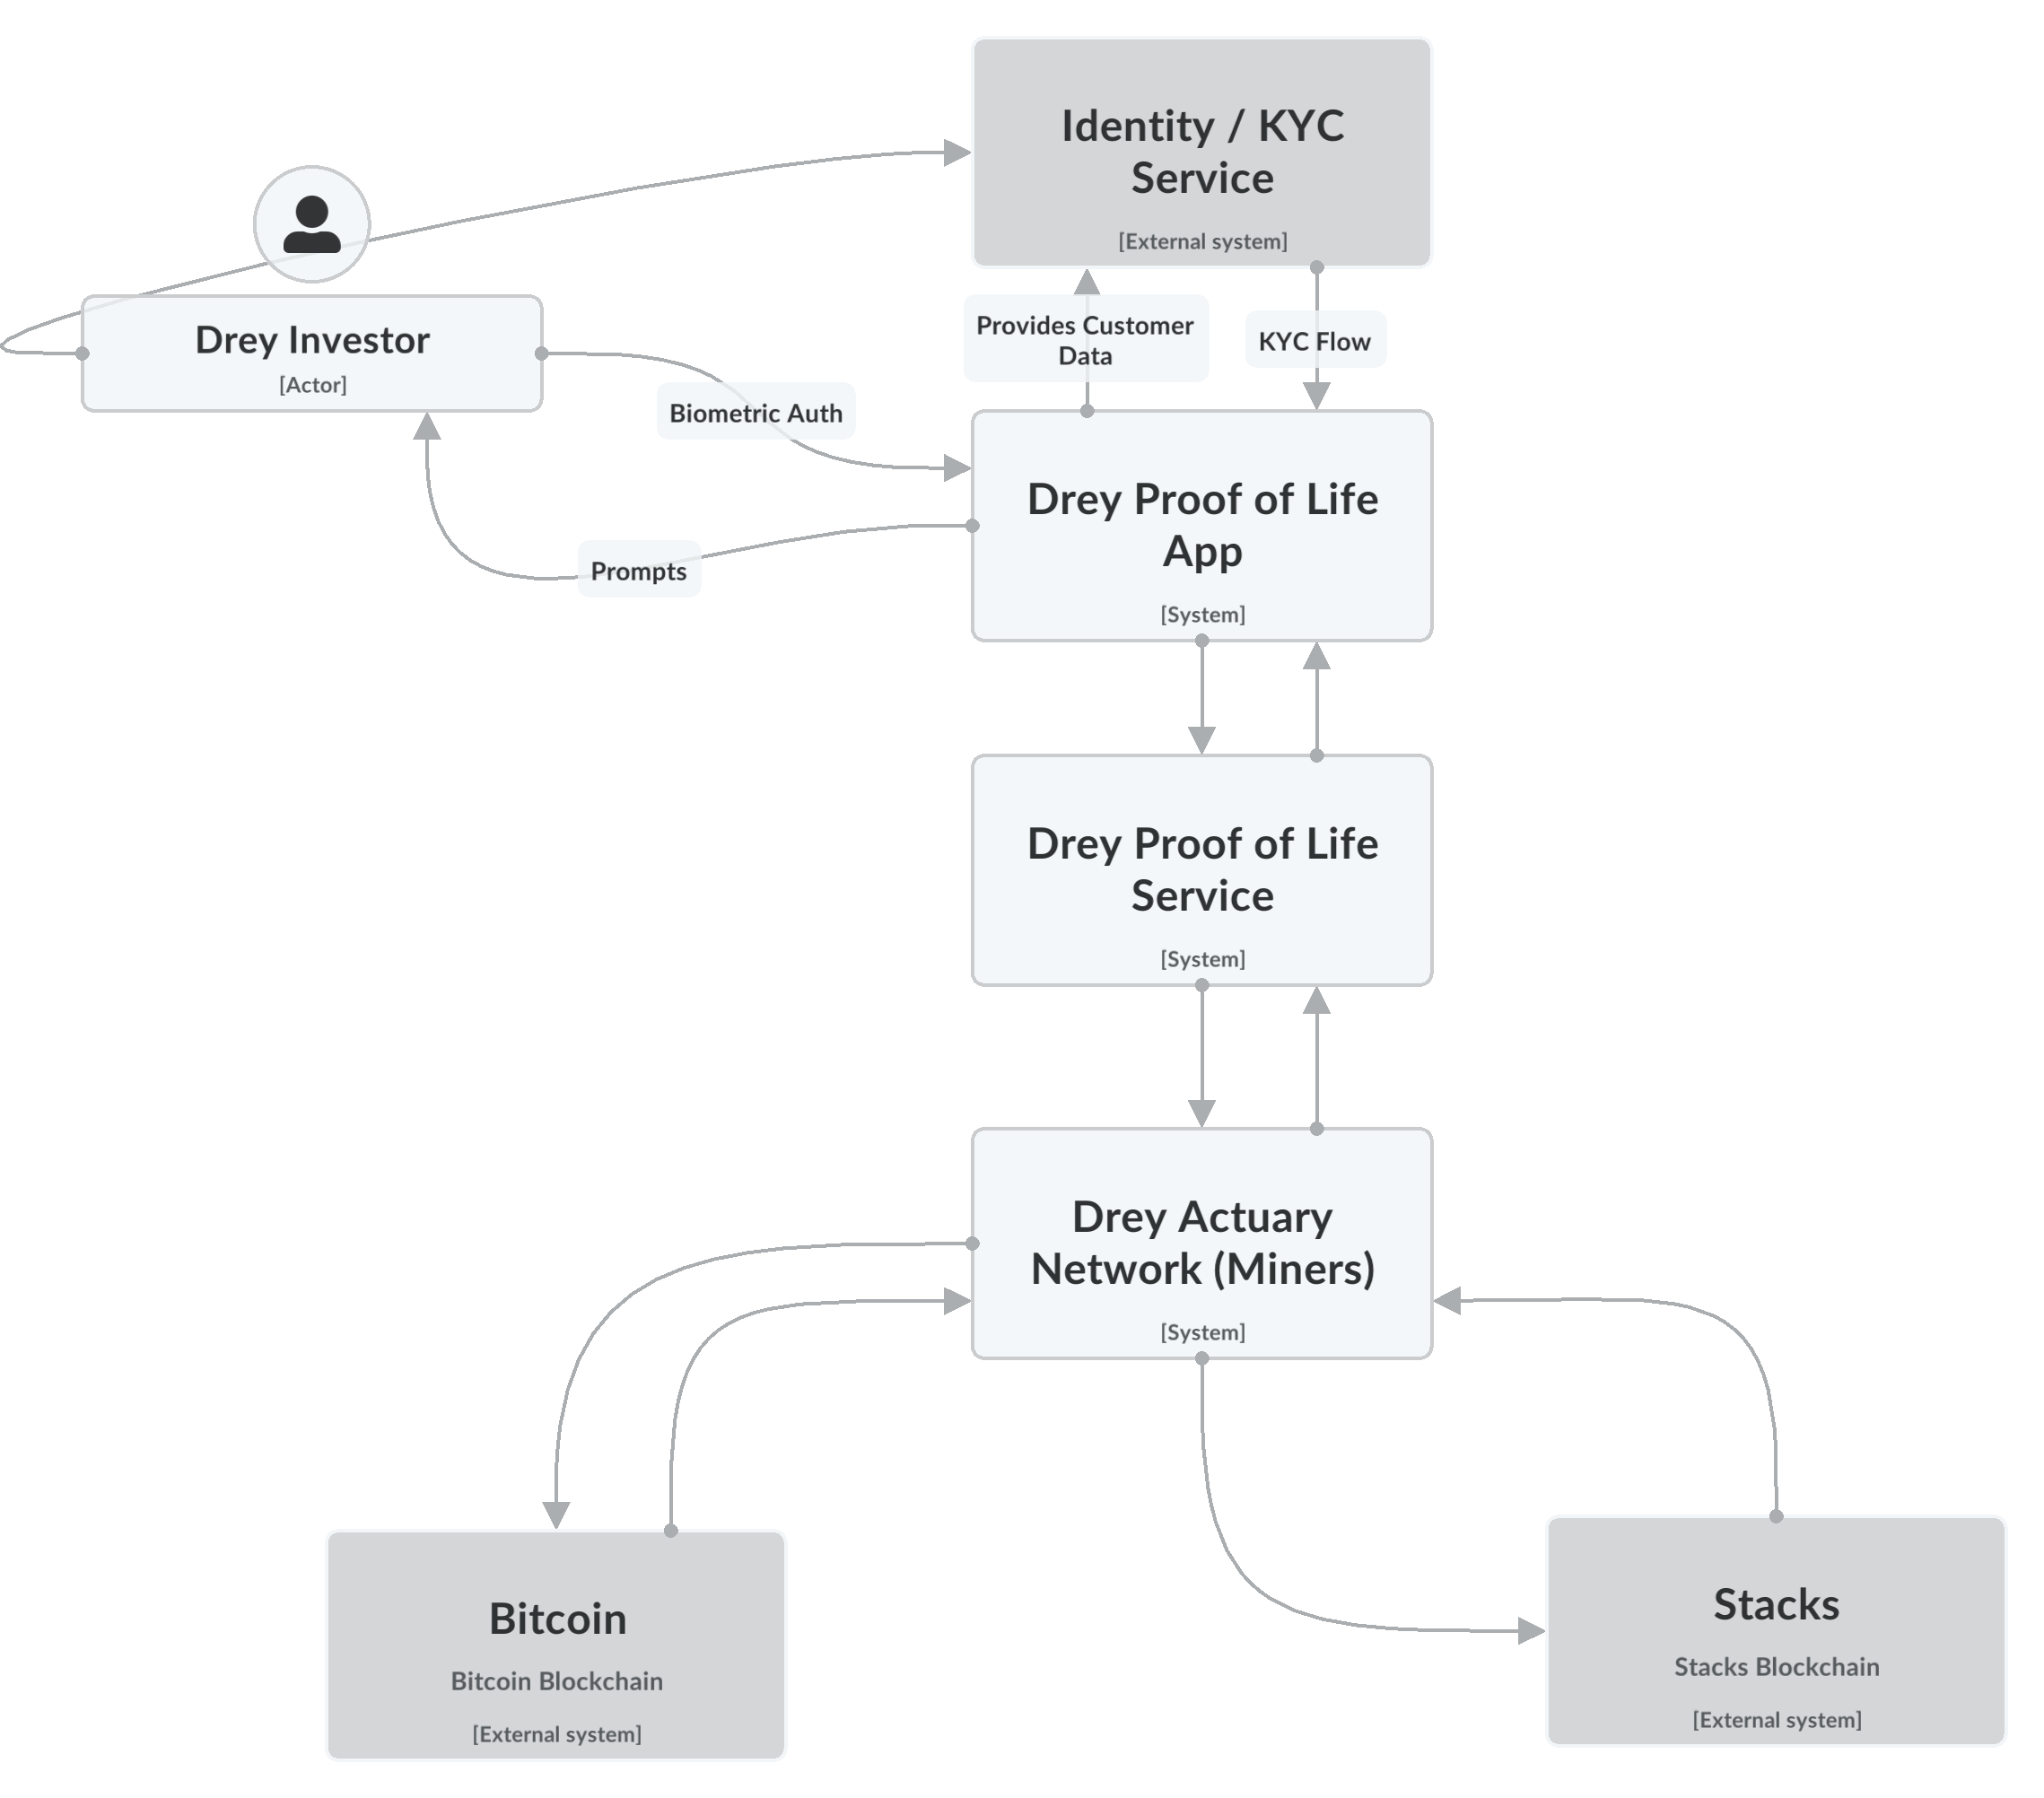 Identity / KYC
Service
[External system]
Drey Investor
[Actor]
Provides Customer
Data
KYC Flow
Biometric Auth
Prompts
Drey Proof of Life
App
[System]
Drey Proof of Life
Service
[System]
Drey Actuary
Network (Miners)
[System]
Bitcoin
Bitcoin Blockchain
[External system]
Stacks
Stacks Blockchain
[External system]